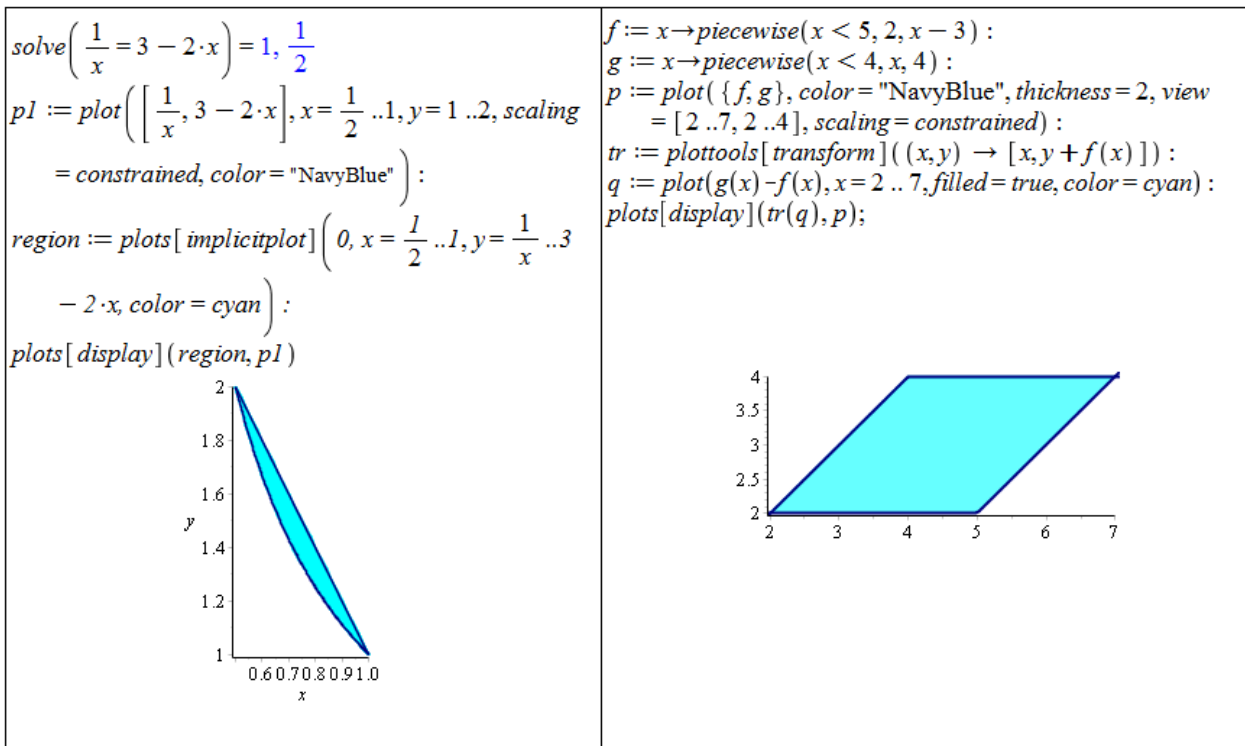 solve(1/x = 3 − 2·x) = 1, 1/2
p1 := plot([1/x, 3 − 2·x], x = 1/2 ..1, y = 1 ..2, scaling
= constrained, color = "NavyBlue") :
region := plots[implicitplot](0, x = 1/2 ..1, y = 1/x ..3
− 2·x, color = cyan) :
plots[display](region, p1)
2
1.8
1.6
y
1.4
1.2
1
0.6 0.7 0.8 0.9 1.0
x
f := x→piecewise(x < 5, 2, x − 3) :
g := x→piecewise(x < 4, x, 4) :
p := plot( {f, g}, color = "NavyBlue", thickness = 2, view
= [2 ..7, 2 ..4], scaling = constrained) :
tr := plottools[transform]((x, y) → [x, y + f(x)]) :
q := plot(g(x) − f(x), x = 2 .. 7, filled = true, color = cyan) :
plots[display](tr(q), p);
4
3.5
3
2.5
2
2 3 4 5 6 7